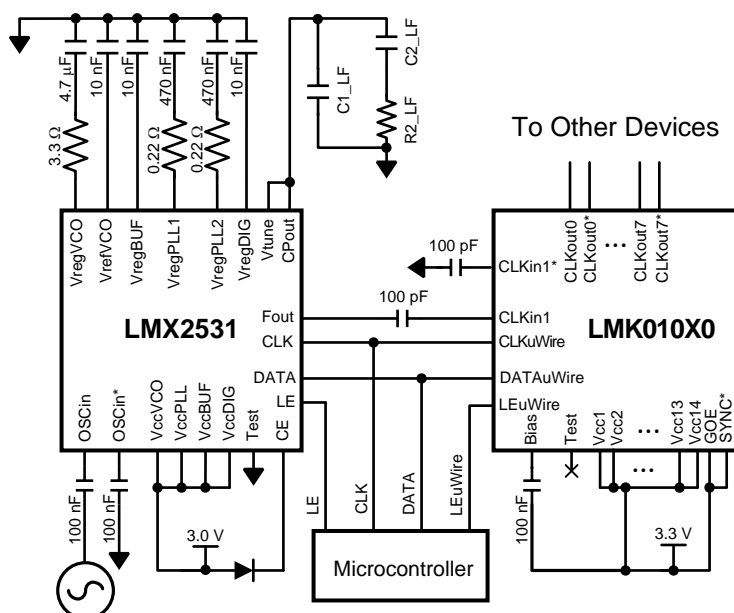 4.7 µF
10 nF
10 nF
470 nF
470 nF
10 nF
C1_LF
C2_LF
R2_LF
3.3 Ω
0.22 Ω
0.22 Ω
To Other Devices
VregVCO
VrefVCO
VregBUF
VregPLL1
VregPLL2
VregDIG
Vtune
CPout
CLKout0
CLKout0*
...
CLKout7
CLKout7*
100 pF
CLKin1*
100 pF
Fout
CLKin1
LMX2531
LMK010X0
CLK
CLKuWire
DATA
DATAuWire
LE
LEuWire
OSCin
OSCin*
VccVCO
VccPLL
VccBUF
VccDIG
Test
CE
Bias
Test
Vcc1
Vcc2
...
Vcc13
Vcc14
GOE
SYNC*
...
100 nF
100 nF
LE
CLK
DATA
LEuWire
100 nF
3.0 V
3.3 V
Microcontroller